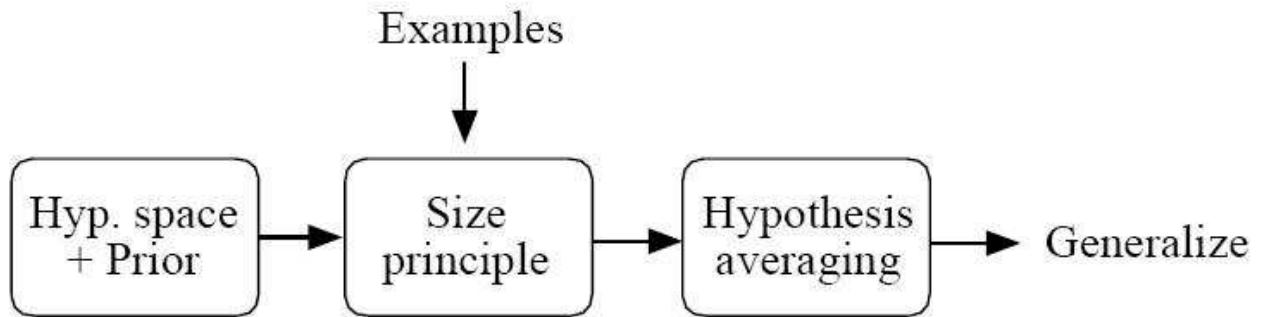 Examples
Hyp. space
+ Prior
Size
principle
Hypothesis
averaging
Generalize